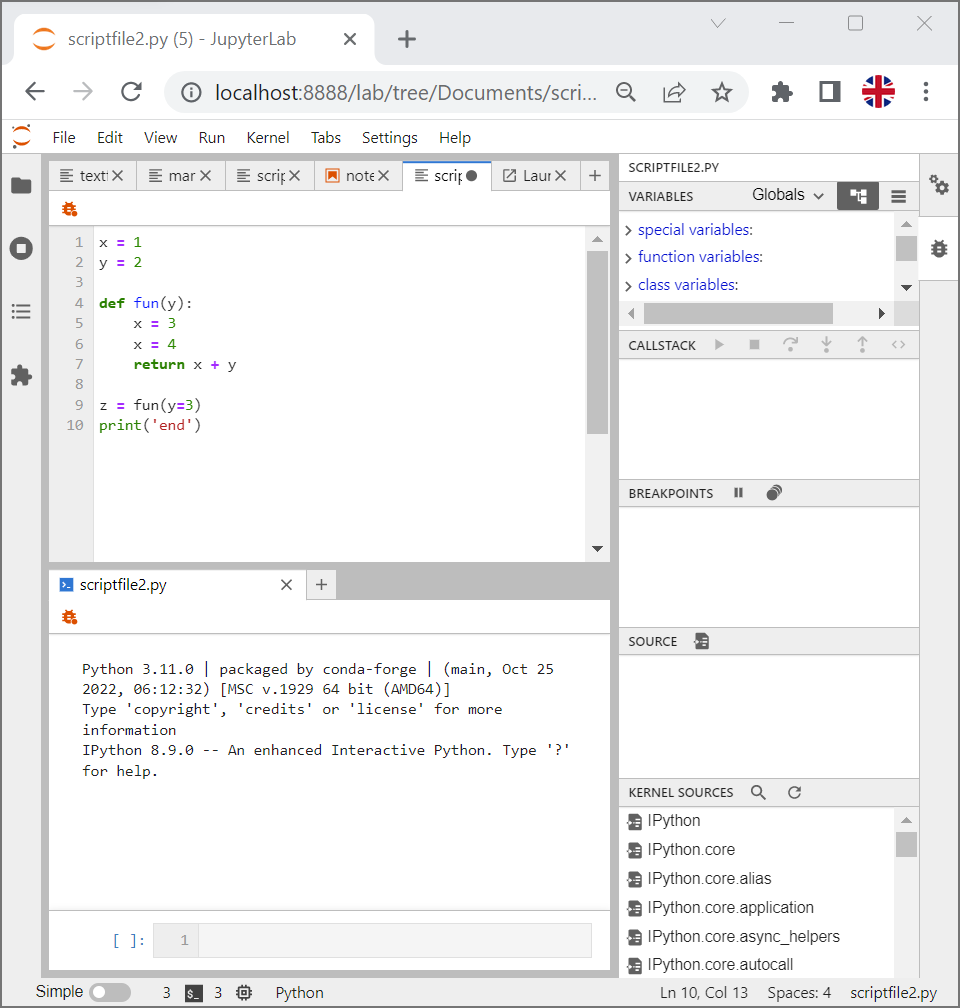 scriptfile2.py (5) - JupyterLab
localhost:8888/lab/tree/Documents/scri...
File Edit View Run Kernel Tabs Settings Help
text mar scrip note scrip Laun
SCRIPTFILE2.PY
VARIABLES Globals
special variables:
function variables:
class variables:
1 x = 1
2 y = 2
3
4 def fun(y):
5 x = 3
6 x = 4
7 return x + y
8
9 z = fun(y=3)
10 print('end')
CALLSTACK
BREAKPOINTS
SOURCE
KERNEL SOURCES
IPython
IPython.core
IPython.core.alias
IPython.core.application
IPython.core.async_helpers
IPython.core.autocall
scriptfile2.py
Python 3.11.0 | packaged by conda-forge | (main, Oct 25
2022, 06:12:32) [MSC v.1929 64 bit (AMD64)]
Type 'copyright', 'credits' or 'license' for more
information
IPython 8.9.0 -- An enhanced Interactive Python. Type '?'
for help.
[ ]: 1
Simple 3 $_ 3 Python Ln 10, Col 13 Spaces: 4 scriptfile2.py